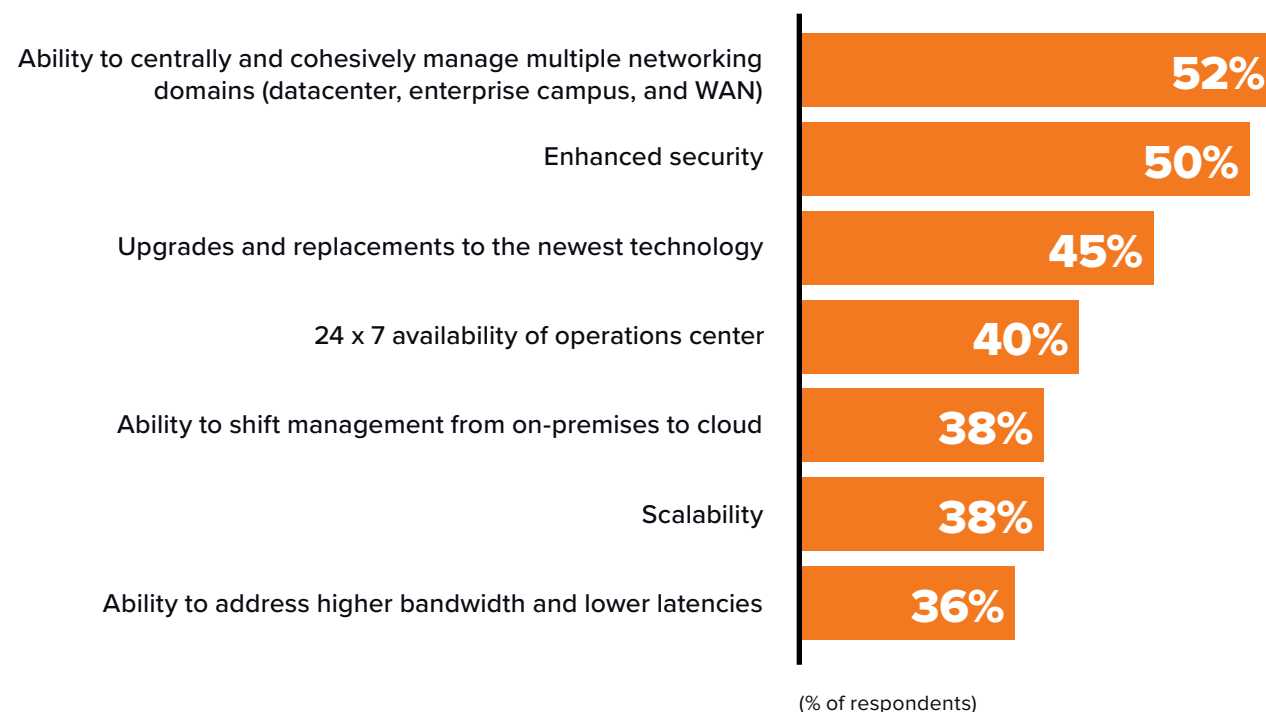 Ability to centrally and cohesively manage multiple networking
domains (datacenter, enterprise campus, and WAN)
52%
Enhanced security
50%
Upgrades and replacements to the newest technology
45%
24 x 7 availability of operations center
40%
Ability to shift management from on-premises to cloud
38%
Scalability
38%
Ability to address higher bandwidth and lower latencies
36%
(% of respondents)